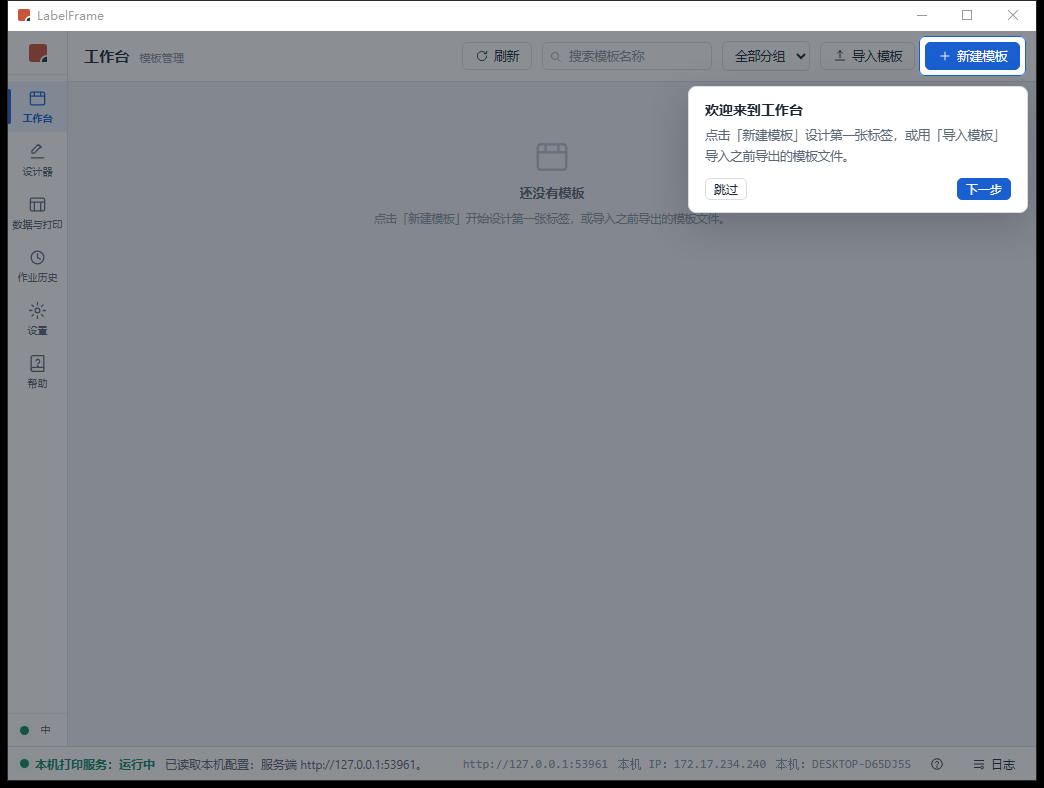 LabelFrame
工作台 模板管理 刷新 搜索模板名称 全部分组 导入模板 新建模板
工作台
设计器
数据与打印
作业历史
设置
帮助
欢迎来到工作台
点击「新建模板」设计第一张标签，或用「导入模板」
导入之前导出的模板文件。
跳过 下一步
还没有模板
点击「新建模板」开始设计第一张标签，或导入之前导出的模板文件。
中
本机打印服务：运行中 已读取本机配置：服务端 http://127.0.0.1:53961。 http://127.0.0.1:53961 本机 IP: 172.17.234.240 本机: DESKTOP-D65DJ5S 日志